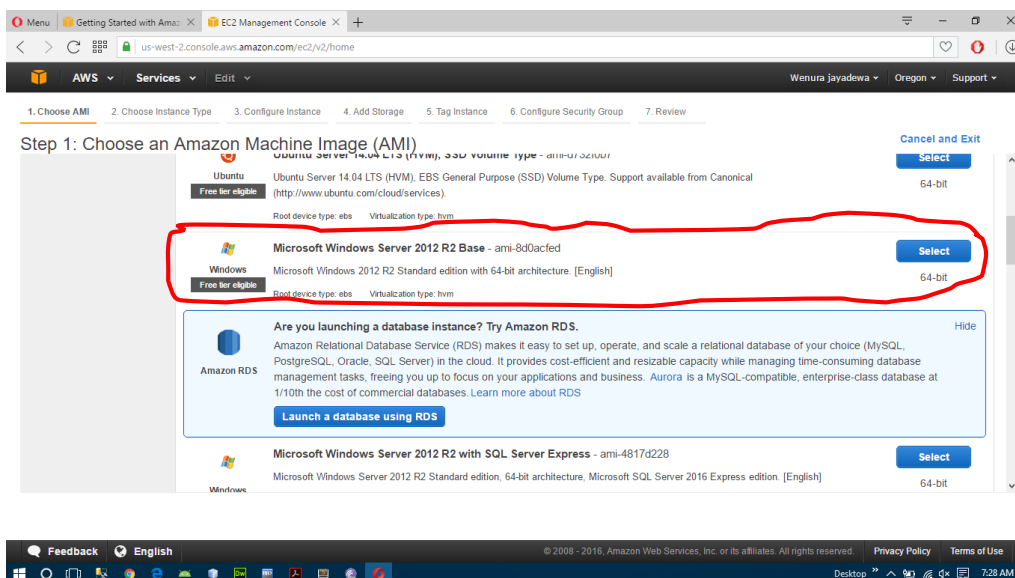 Menu
Getting Started with Amaz
EC2 Management Console
us-west-2.console.aws.amazon.com/ec2/v2/home
AWS Services Edit Wenura jayadewa Oregon Support
1. Choose AMI 2. Choose Instance Type 3. Configure Instance 4. Add Storage 5. Tag Instance 6. Configure Security Group 7. Review
Step 1: Choose an Amazon Machine Image (AMI)
Cancel and Exit
Ubuntu Server 14.04 LTS (HVM), SSD Volume Type - ami-d732f0b7
Select
64-bit
Ubuntu
Free tier eligible
Ubuntu Server 14.04 LTS (HVM), EBS General Purpose (SSD) Volume Type. Support available from Canonical
(http://www.ubuntu.com/cloud/services).
Root device type: ebs Virtualization type: hvm
Microsoft Windows Server 2012 R2 Base - ami-8d0acfed
Select
64-bit
Windows
Free tier eligible
Microsoft Windows 2012 R2 Standard edition with 64-bit architecture. [English]
Root device type: ebs Virtualization type: hvm
Are you launching a database instance? Try Amazon RDS.
Hide
Amazon RDS
Amazon Relational Database Service (RDS) makes it easy to set up, operate, and scale a relational database of your choice (MySQL,
PostgreSQL, Oracle, SQL Server) in the cloud. It provides cost-efficient and resizable capacity while managing time-consuming database
management tasks, freeing you up to focus on your applications and business. Aurora is a MySQL-compatible, enterprise-class database at
1/10th the cost of commercial databases. Learn more about RDS
Launch a database using RDS
Microsoft Windows Server 2012 R2 with SQL Server Express - ami-4817d228
Select
64-bit
Microsoft Windows Server 2012 R2 Standard edition, 64-bit architecture, Microsoft SQL Server 2016 Express edition. [English]
Windows
Feedback English © 2008 - 2016, Amazon Web Services, Inc. or its affiliates. All rights reserved. Privacy Policy Terms of Use
Dw
Desktop 7:28 AM